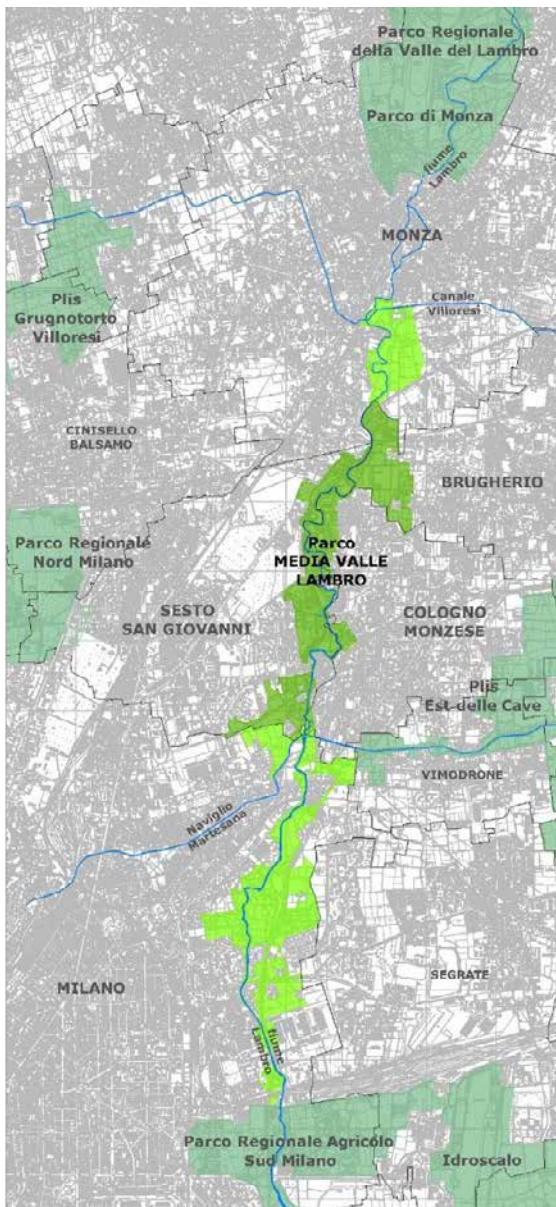 Parco Regionale
della Valle del Lambro
Parco di Monza
fiume
Lambro
MONZA
Canale
Villoresi
Plis
Grugnotorto
Villoresi
CINISELLO
BALSAMO
BRUGHERIO
Parco Regionale
Nord Milano
Parco
MEDIA VALLE
LAMBRO
SESTO
SAN GIOVANNI
COLOGNO
MONZESE
Plis
Est delle Cave
VIMODRONE
Naviglio
Martesana
SEGRATE
MILANO
fiume
Lambro
Parco Regionale Agricolo
Sud Milano
Idroscalo